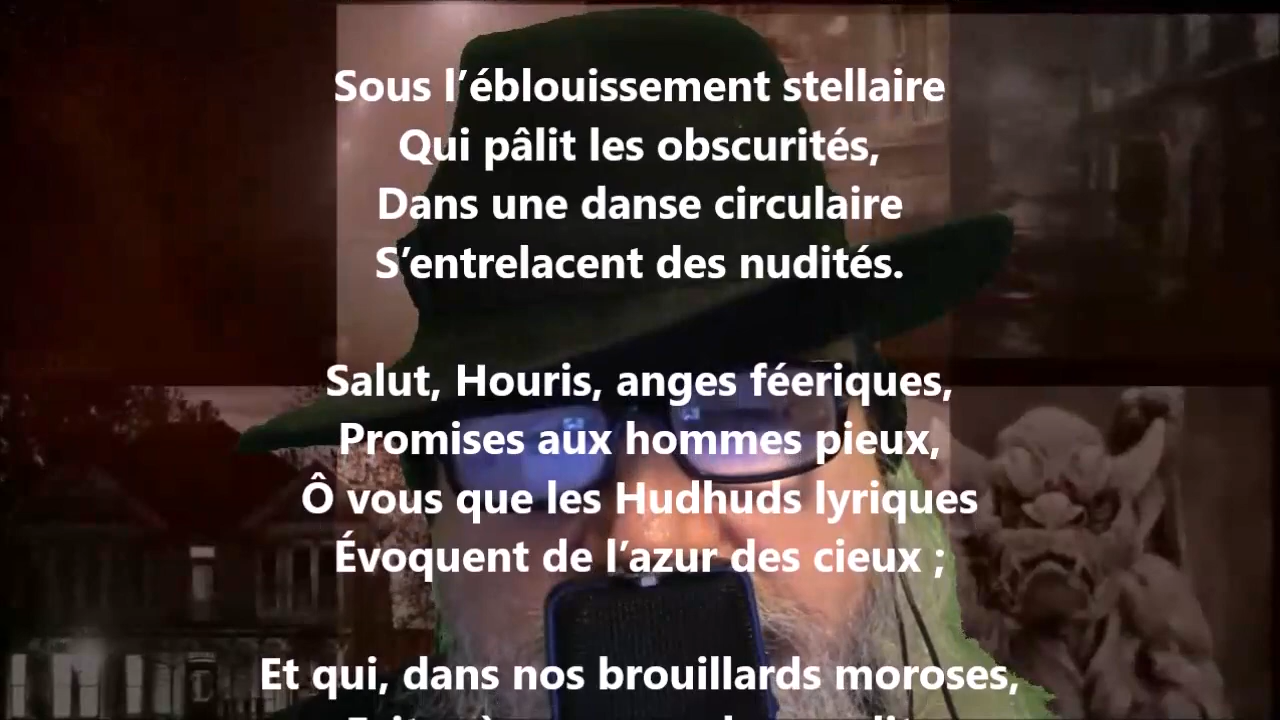 Sous l’éblouissement stellaire
Qui pâlit les obscurités,
Dans une danse circulaire
S’entrelacent des nudités.
Salut, Houris, anges féeriques,
Promises aux hommes pieux,
Ô vous que les Hudhuds lyriques
Évoquent de l’azur des cieux ;
Et qui, dans nos brouillards moroses,